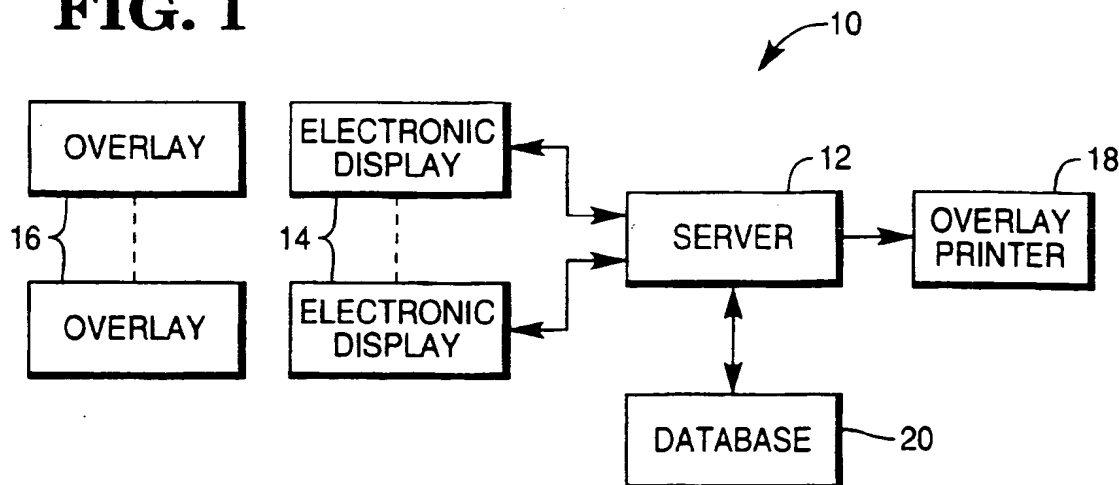 FIG. 1
10
OVERLAY
ELECTRONIC
DISPLAY
12
18
16
14
SERVER
OVERLAY
PRINTER
OVERLAY
ELECTRONIC
DISPLAY
DATABASE
20